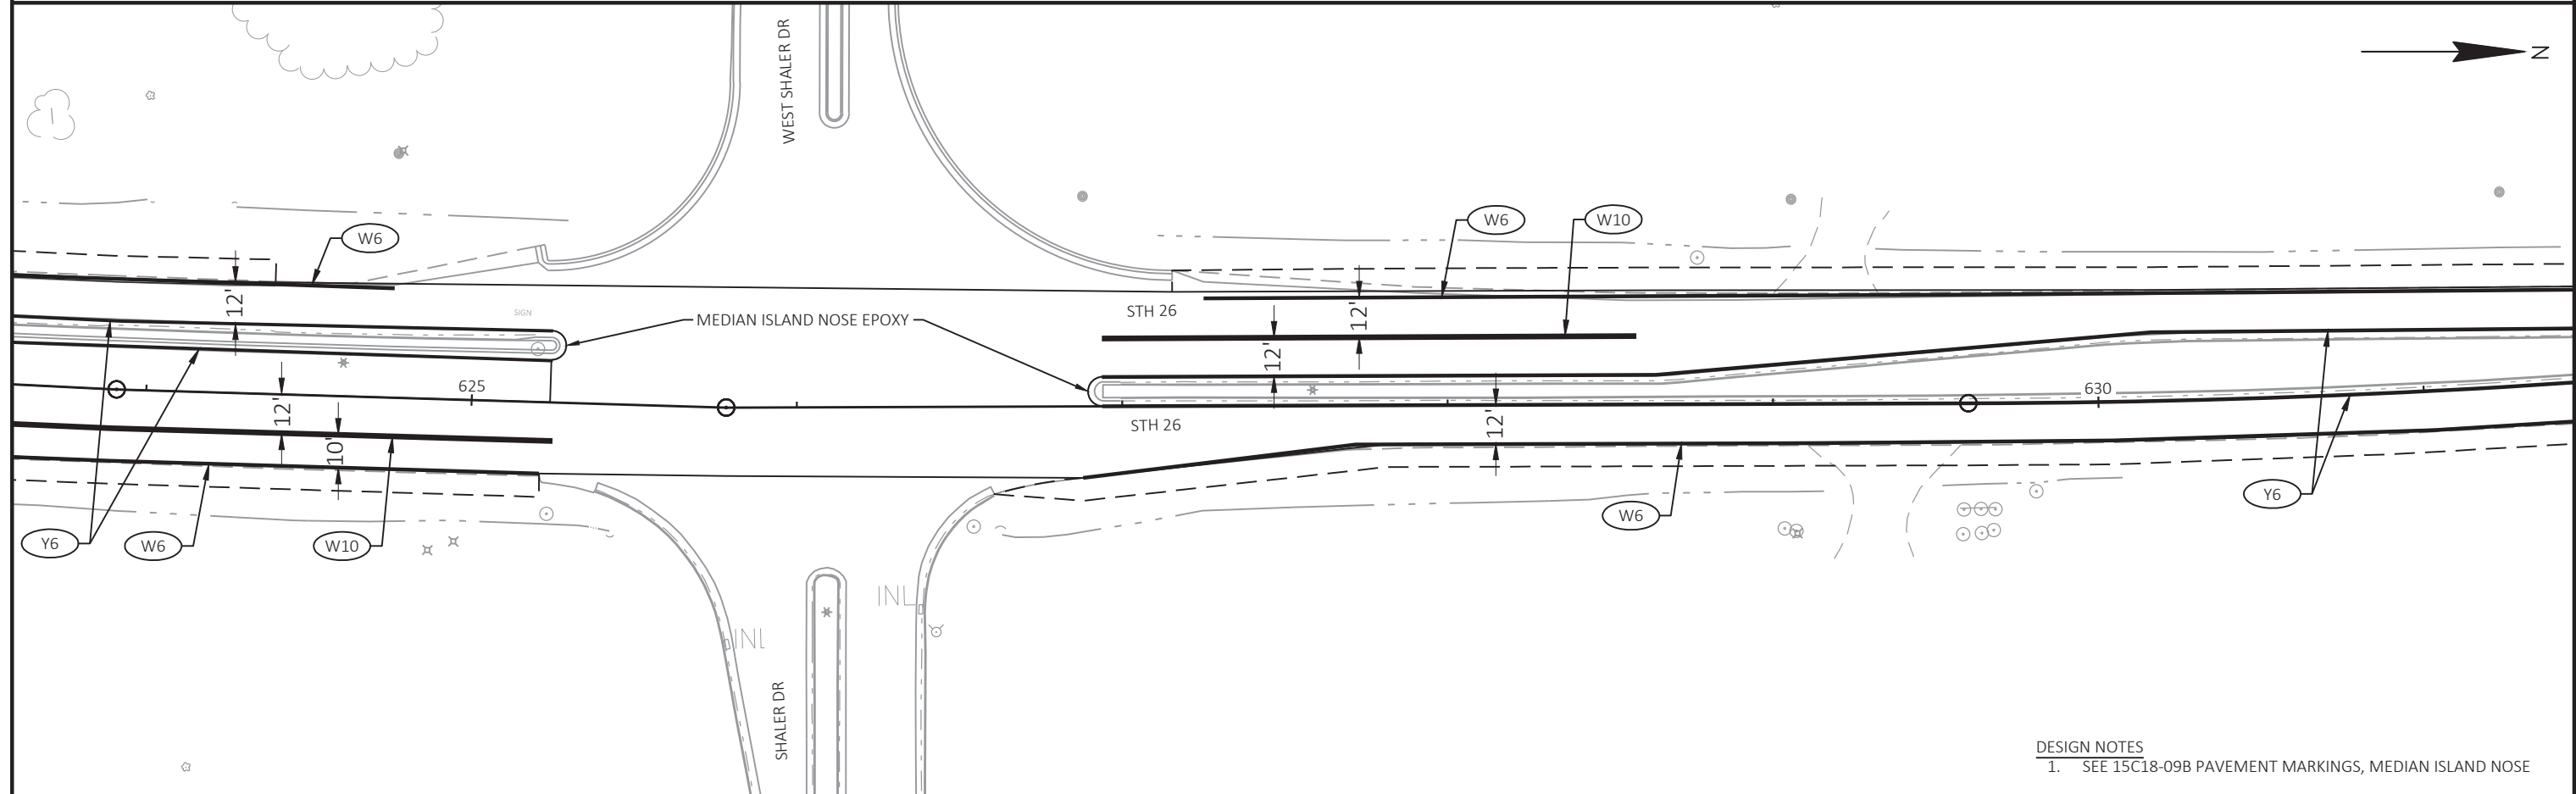 WEST SHALER DR
N
W6
W6
W10
12'
12'
SIGN
STH 26
MEDIAN ISLAND NOSE EPOXY
12'
625
630
12'
10'
STH 26
12'
Y6
W6
W10
W6
Y6
INL
INL
SHALER DR
DESIGN NOTES
1. SEE 15C18-09B PAVEMENT MARKINGS, MEDIAN ISLAND NOSE